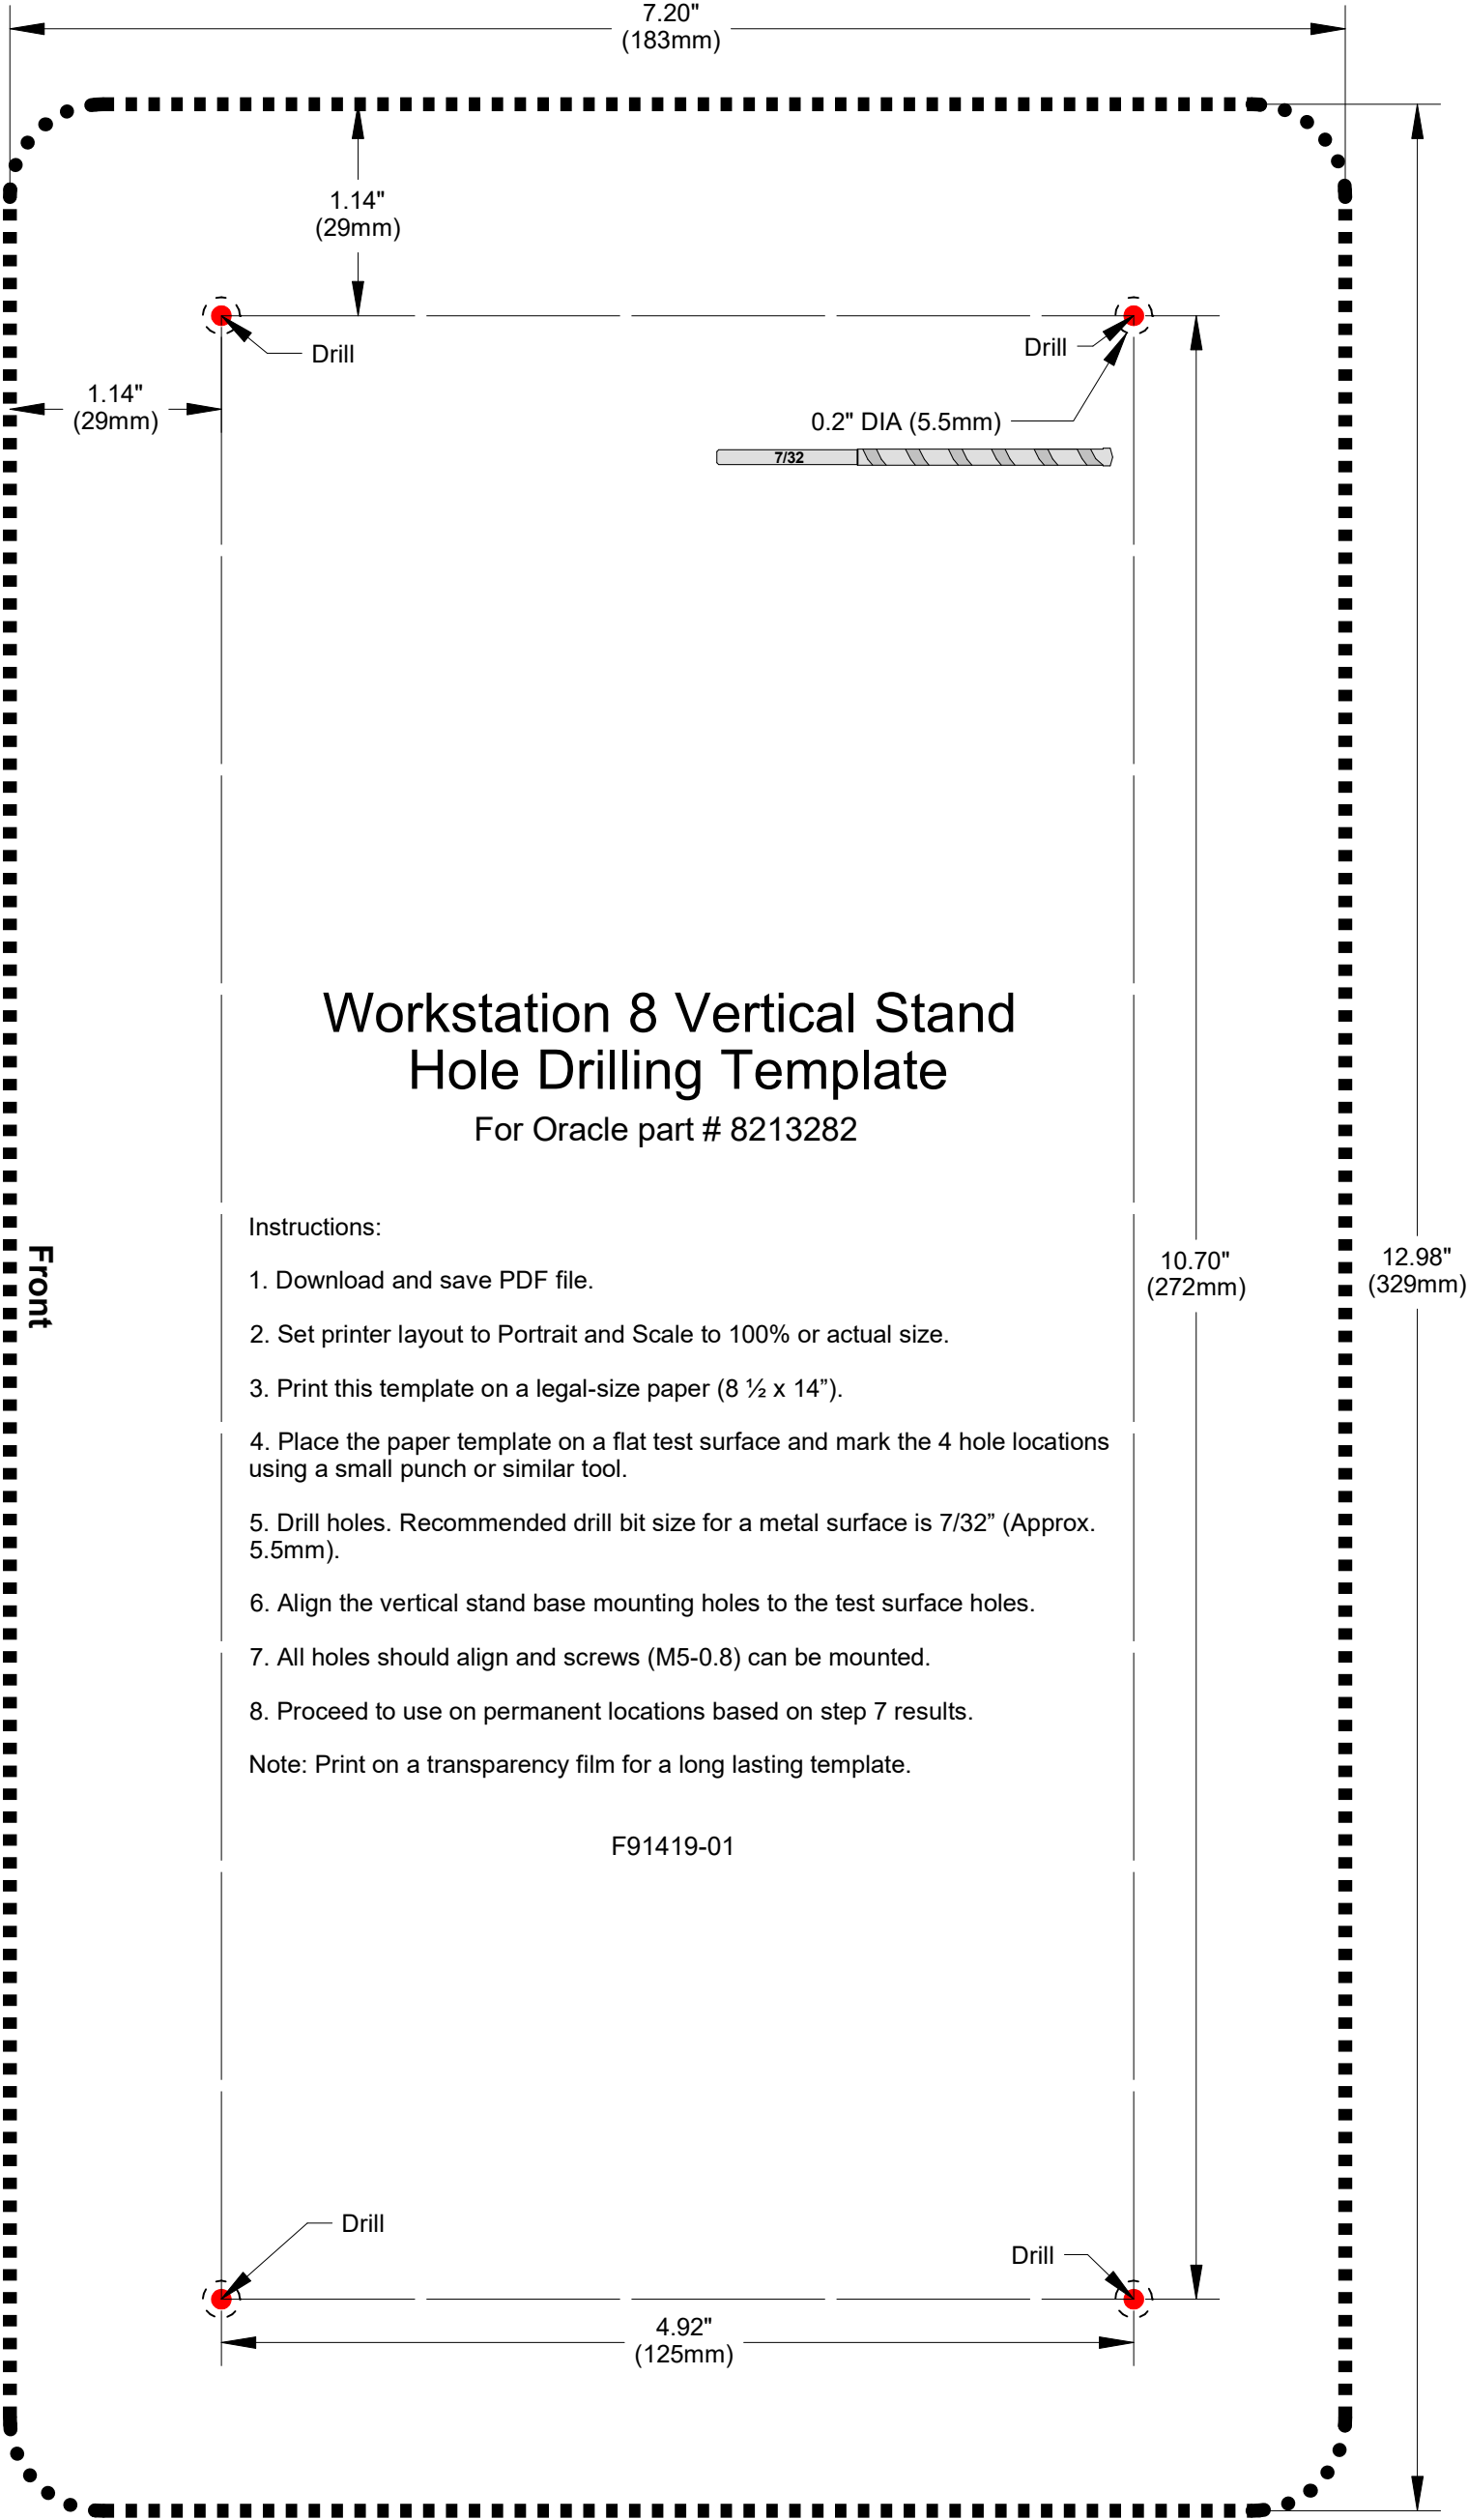 7.20"
(183mm)
1.14"
(29mm)
Drill
Drill
1.14"
(29mm)
0.2" DIA (5.5mm)
7/32
Workstation 8 Vertical Stand
Hole Drilling Template
For Oracle part # 8213282
Instructions:
Front
10.70"
(272mm)
12.98"
(329mm)
1. Download and save PDF file.
2. Set printer layout to Portrait and Scale to 100% or actual size.
3. Print this template on a legal-size paper (8 ½ x 14”).
4. Place the paper template on a flat test surface and mark the 4 hole locations
using a small punch or similar tool.
5. Drill holes. Recommended drill bit size for a metal surface is 7/32” (Approx.
5.5mm).
6. Align the vertical stand base mounting holes to the test surface holes.
7. All holes should align and screws (M5-0.8) can be mounted.
8. Proceed to use on permanent locations based on step 7 results.
Note: Print on a transparency film for a long lasting template.
F91419-01
Drill
Drill
4.92"
(125mm)